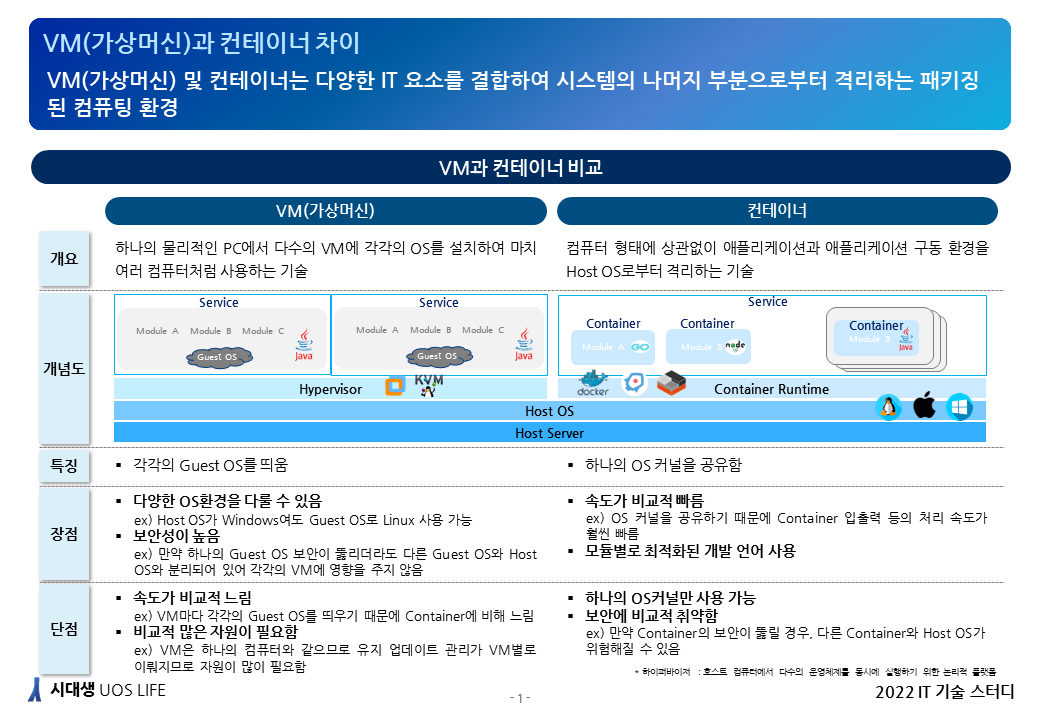 VM(가상머신)과 컨테이너 차이
VM(가상머신) 및 컨테이너는 다양한 IT 요소를 결합하여 시스템의 나머지 부분으로부터 격리하는 패키징
된 컴퓨팅 환경
VM과 컨테이너 비교
VM(가상머신)
컨테이너
개요
하나의 물리적인 PC에서 다수의 VM에 각각의 OS를 설치하여 마치
여러 컴퓨터처럼 사용하는 기술
컴퓨터 형태에 상관없이 애플리케이션과 애플리케이션 구동 환경을
Host OS로부터 격리하는 기술
개념도
Service
Module A Module B Module C
Guest OS
Java
Service
Module A Module B Module C
Guest OS
Java
Service
Container
Module A
GO
Container
Module B
node
Container
Module B
Java
Hypervisor
KVM
docker
Container Runtime
Host OS
Host Server
특징
▪ 각각의 Guest OS를 띄움
▪ 하나의 OS 커널을 공유함
장점
▪ 다양한 OS환경을 다룰 수 있음
ex) Host OS가 Windows여도 Guest OS로 Linux 사용 가능
▪ 보안성이 높음
ex) 만약 하나의 Guest OS 보안이 뚫리더라도 다른 Guest OS와 Host
OS와 분리되어 있어 각각의 VM에 영향을 주지 않음
▪ 속도가 비교적 빠름
ex) OS 커널을 공유하기 때문에 Container 입출력 등의 처리 속도가
훨씬 빠름
▪ 모듈별로 최적화된 개발 언어 사용
단점
▪ 속도가 비교적 느림
ex) VM마다 각각의 Guest OS를 띄우기 때문에 Container에 비해 느림
▪ 비교적 많은 자원이 필요함
ex) VM은 하나의 컴퓨터와 같으므로 유지 업데이트 관리가 VM별로
이뤄지므로 자원이 많이 필요함
▪ 하나의 OS커널만 사용 가능
▪ 보안에 비교적 취약함
ex) 만약 Container의 보안이 뚫릴 경우, 다른 Container와 Host OS가
위험해질 수 있음
* 하이퍼바이저 : 호스트 컴퓨터에서 다수의 운영체계를 동시에 실행하기 위한 논리적 플랫폼
시대생 UOS LIFE
- 1 -
2022 IT 기술 스터디